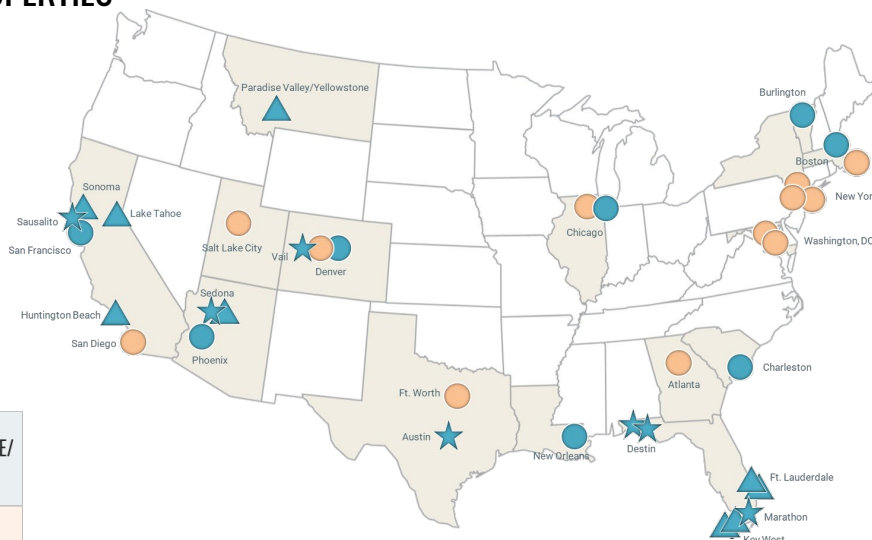 Paradise Valley/Yellowstone
Burlington
Boston
Sonoma
Lake Tahoe
Sausalito
San Francisco
Salt Lake City
Vail
Denver
Chicago
New Yor
Washington, DC
Huntington Beach
Sedona
San Diego
Phoenix
Ft. Worth
Atlanta
Charleston
Austin
New Orleans
Destin
E/
Ft. Lauderdale
Marathon
Key West